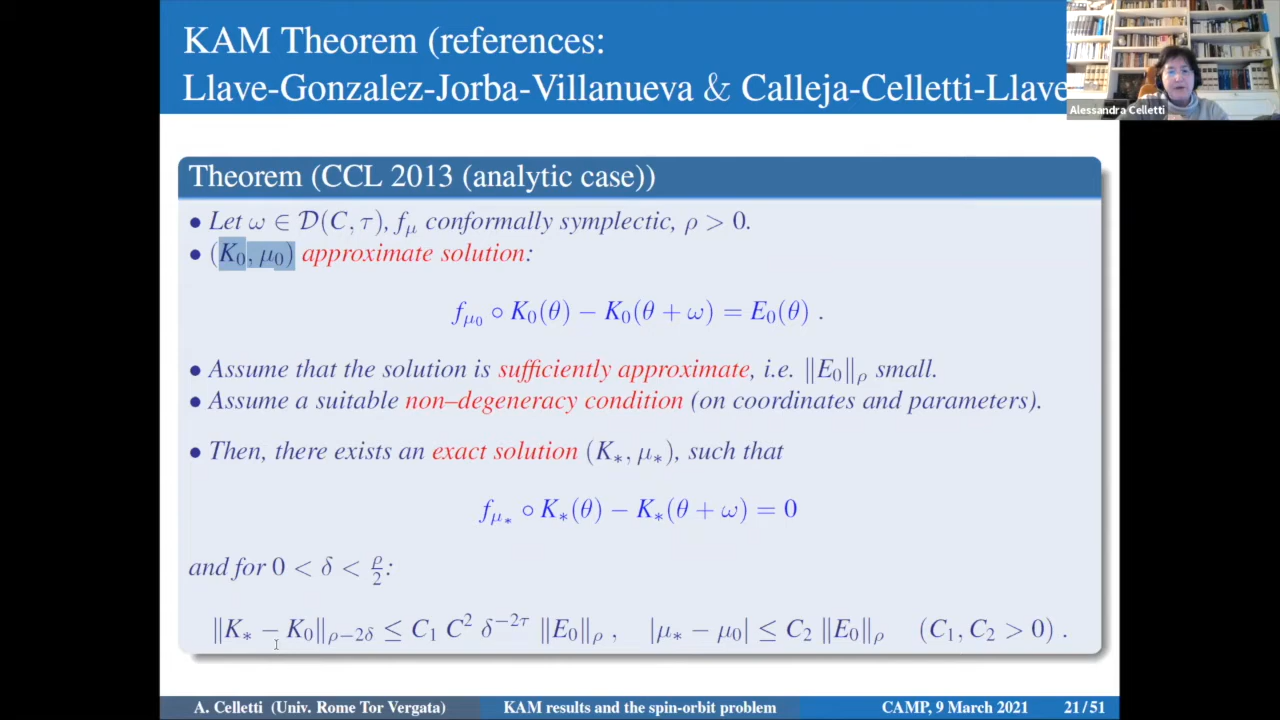 KAM Theorem (references:
Llave-Gonzalez-Jorba-Villanueva & Calleja-Celletti-Llave
Alessandra Celletti
Theorem (CCL 2013 (analytic case))
• Let ω ∈ 𝒟(C, τ), f_μ conformally symplectic, ρ > 0.
• (K₀, μ₀) approximate solution:
f_{μ₀} ∘ K₀(θ) − K₀(θ + ω) = E₀(θ) .
• Assume that the solution is sufficiently approximate, i.e. ‖E₀‖_ρ small.
• Assume a suitable non–degeneracy condition (on coordinates and parameters).
• Then, there exists an exact solution (K_*, μ_*), such that
f_{μ_*} ∘ K_*(θ) − K_*(θ + ω) = 0
and for 0 < δ < ρ/2:
‖K_* − K₀‖_{ρ−2δ} ≤ C₁ C² δ^{−2τ} ‖E₀‖_ρ , |μ_* − μ₀| ≤ C₂ ‖E₀‖_ρ (C₁, C₂ > 0) .
A. Celletti (Univ. Rome Tor Vergata) KAM results and the spin-orbit problem CAMP, 9 March 2021 21 / 51